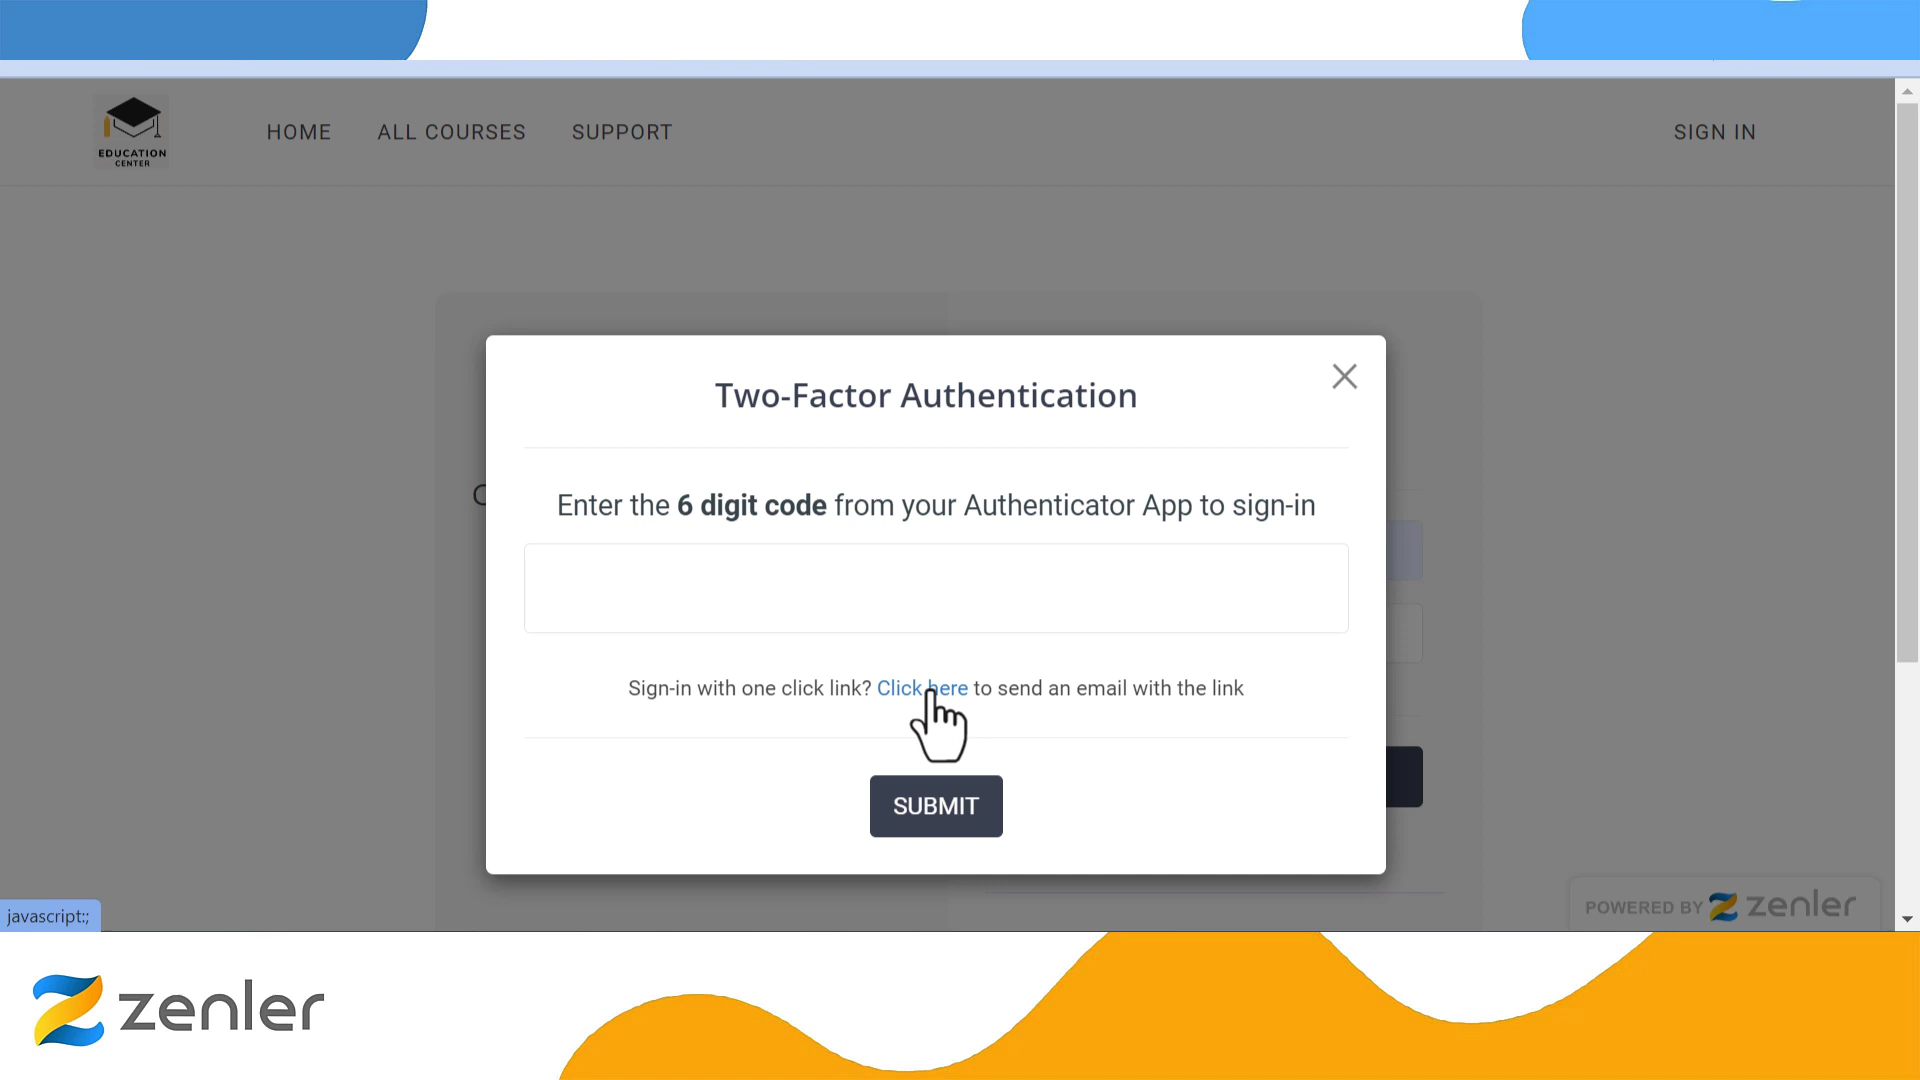 EDUCATION
CENTER
HOME
ALL COURSES
SUPPORT
SIGN IN
Two-Factor Authentication
Enter the 6 digit code from your Authenticator App to sign-in
Sign-in with one click link? Click here to send an email with the link
SUBMIT
javascript:;
POWERED BY zenler
zenler